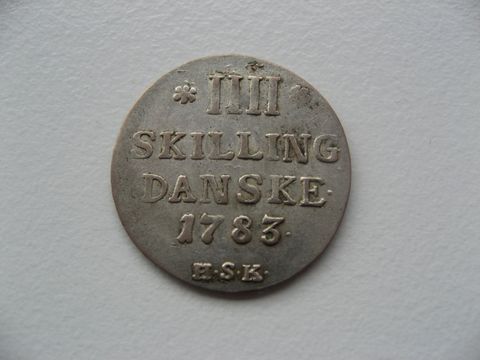 IIII
SKILLING
DANSKE·
1783·
H·S·K·